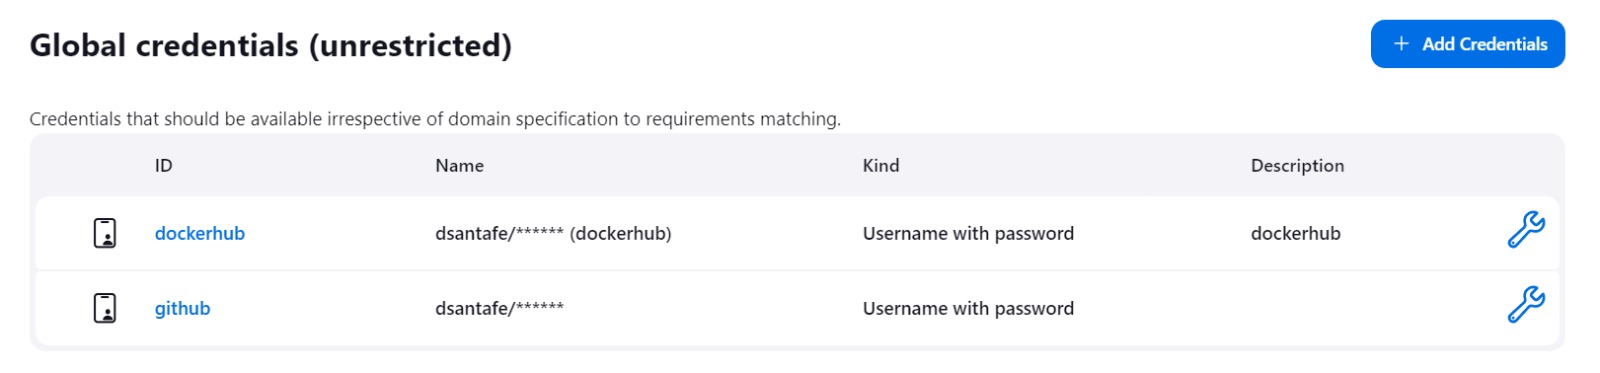 Global credentials (unrestricted)
+ Add Credentials
Credentials that should be available irrespective of domain specification to requirements matching.
ID Name Kind Description
dockerhub dsantafe/****** (dockerhub) Username with password dockerhub
github dsantafe/****** Username with password